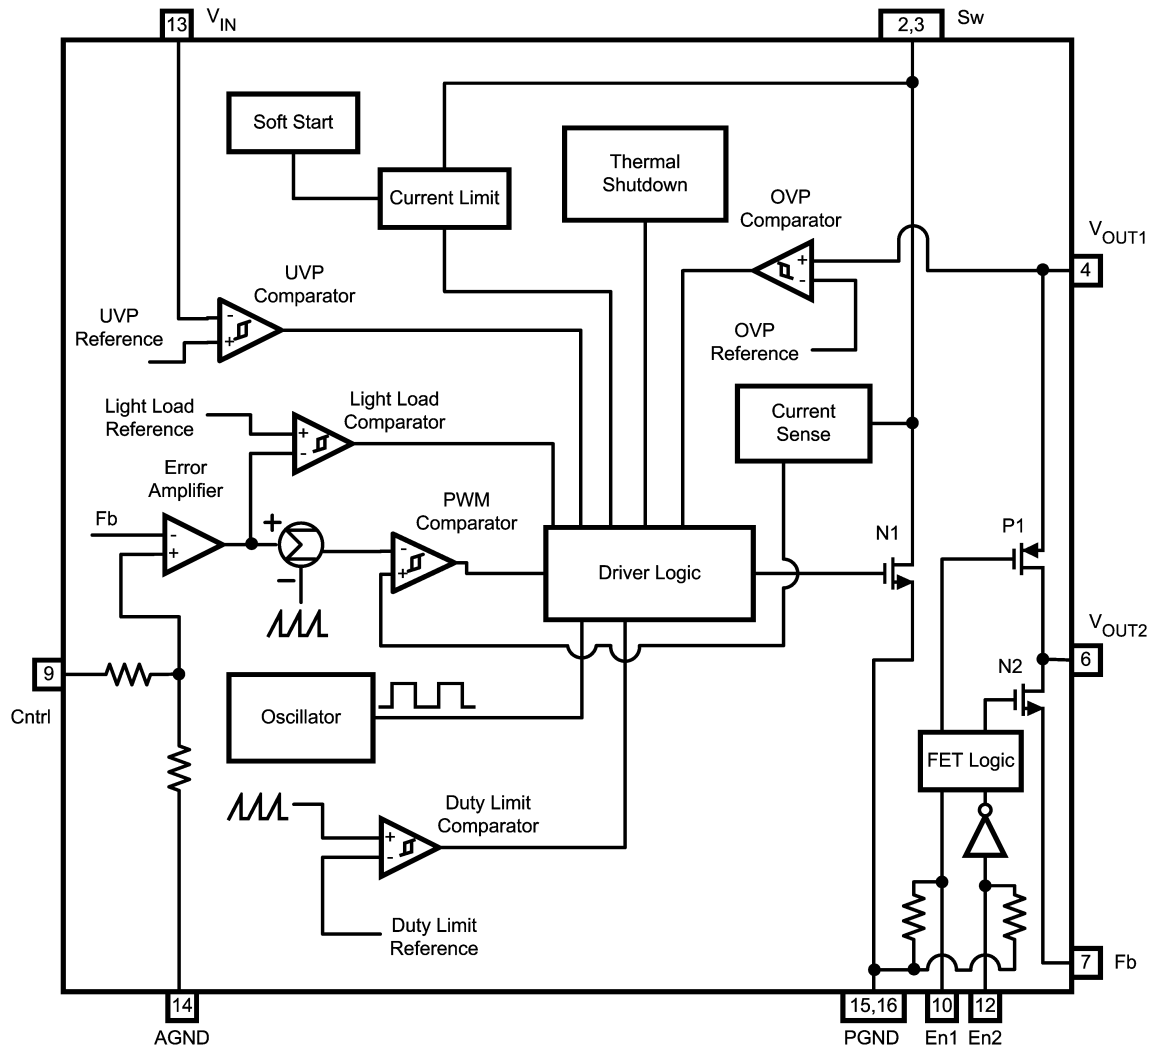 13
V_IN
2,3
Sw
Soft Start
Thermal
Shutdown
Current Limit
OVP
Comparator
V_OUT1
4
+
-
UVP
Comparator
UVP
Reference
-
+
OVP
Reference
Light Load
Reference
Light Load
Comparator
+
-
Current
Sense
Error
Amplifier
Fb
-
+
+
-
PWM
Comparator
-
+
Driver Logic
N1
P1
V_OUT2
6
N2
9
Cntrl
Oscillator
FET Logic
Duty Limit
Comparator
+
-
Duty Limit
Reference
7
Fb
14
AGND
15,16
10
12
PGND
En1
En2